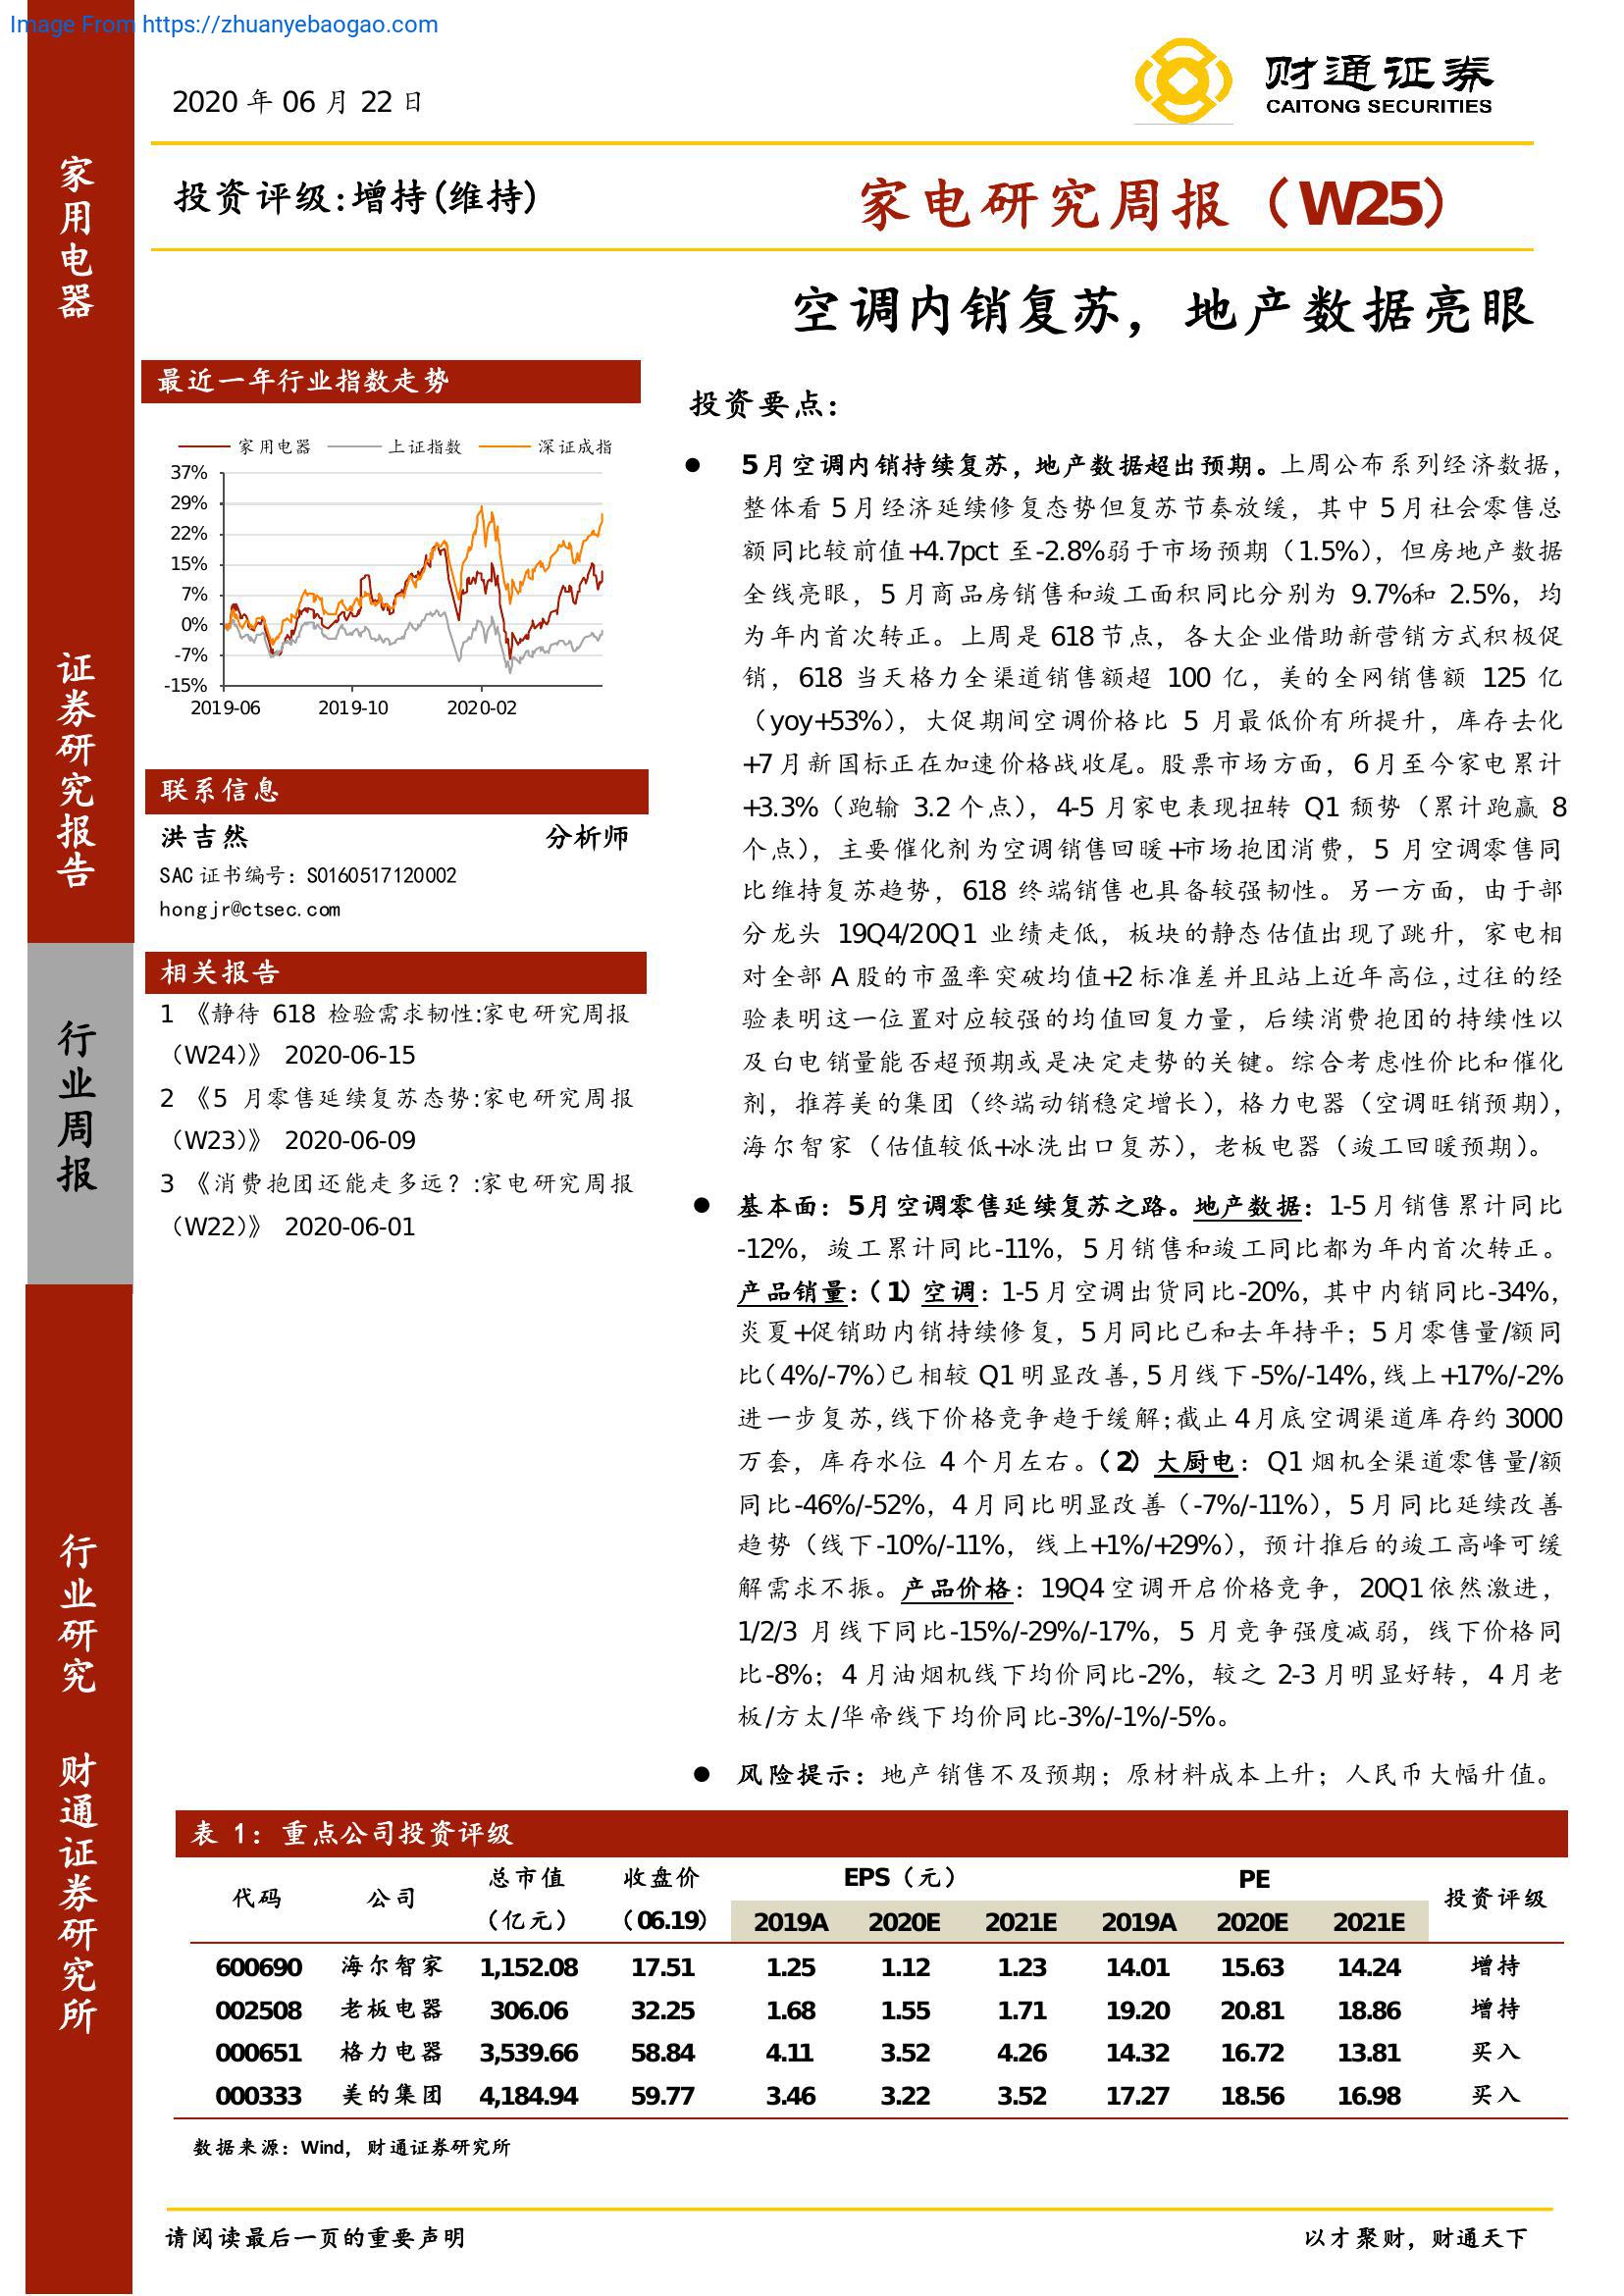 Image From https://zhuanyebaogao.com
2020 年 06 月 22 日
财通证券
CAITONG SECURITIES
家用电器
证券研究报告
行业周报
行业研究
财通证券研究所
投资评级:增持(维持)
家电研究周报（W25）
空调内销复苏，地产数据亮眼
最近一年行业指数走势
家用电器 上证指数 深证成指
37%
29%
22%
15%
7%
0%
-7%
-15%
2019-06 2019-10 2020-02
联系信息
洪吉然 分析师
SAC 证书编号：S0160517120002
hongjr@ctsec.com
相关报告
1 《静待 618 检验需求韧性:家电研究周报
（W24）》 2020-06-15
2 《5 月零售延续复苏态势:家电研究周报
（W23）》 2020-06-09
3 《消费抱团还能走多远？:家电研究周报
（W22）》 2020-06-01
投资要点：
● 5月空调内销持续复苏，地产数据超出预期。上周公布系列经济数据，
整体看 5 月经济延续修复态势但复苏节奏放缓，其中 5 月社会零售总
额同比较前值+4.7pct 至-2.8%弱于市场预期（1.5%），但房地产数据
全线亮眼，5 月商品房销售和竣工面积同比分别为 9.7%和 2.5%，均
为年内首次转正。上周是 618 节点，各大企业借助新营销方式积极促
销，618 当天格力全渠道销售额超 100 亿，美的全网销售额 125 亿
（yoy+53%），大促期间空调价格比 5 月最低价有所提升，库存去化
+7 月新国标正在加速价格战收尾。股票市场方面，6 月至今家电累计
+3.3%（跑输 3.2 个点），4-5 月家电表现扭转 Q1 颓势（累计跑赢 8
个点），主要催化剂为空调销售回暖+市场抱团消费，5 月空调零售同
比维持复苏趋势，618 终端销售也具备较强韧性。另一方面，由于部
分龙头 19Q4/20Q1 业绩走低，板块的静态估值出现了跳升，家电相
对全部 A 股的市盈率突破均值+2 标准差并且站上近年高位，过往的经
验表明这一位置对应较强的均值回复力量，后续消费抱团的持续性以
及白电销量能否超预期或是决定走势的关键。综合考虑性价比和催化
剂，推荐美的集团（终端动销稳定增长），格力电器（空调旺销预期），
海尔智家（估值较低+冰洗出口复苏），老板电器（竣工回暖预期）。
● 基本面：5月空调零售延续复苏之路。地产数据：1-5 月销售累计同比
-12%，竣工累计同比-11%，5 月销售和竣工同比都为年内首次转正。
产品销量：（1）空调：1-5 月空调出货同比-20%，其中内销同比-34%，
炎夏+促销助内销持续修复，5 月同比已和去年持平；5 月零售量/额同
比（4%/-7%）已相较 Q1 明显改善，5 月线下-5%/-14%，线上+17%/-2%
进一步复苏，线下价格竞争趋于缓解；截止 4 月底空调渠道库存约 3000
万套，库存水位 4 个月左右。（2）大厨电：Q1 烟机全渠道零售量/额
同比-46%/-52%，4 月同比明显改善（-7%/-11%），5 月同比延续改善
趋势（线下-10%/-11%，线上+1%/+29%），预计推后的竣工高峰可缓
解需求不振。产品价格：19Q4 空调开启价格竞争，20Q1 依然激进，
1/2/3 月线下同比-15%/-29%/-17%，5 月竞争强度减弱，线下价格同
比-8%；4 月油烟机线下均价同比-2%，较之 2-3 月明显好转，4 月老
板/方太/华帝线下均价同比-3%/-1%/-5%。
● 风险提示：地产销售不及预期；原材料成本上升；人民币大幅升值。
表 1：重点公司投资评级
代码 公司 总市值（亿元） 收盘价（06.19） EPS（元） PE 投资评级
2019A 2020E 2021E 2019A 2020E 2021E
600690 海尔智家 1,152.08 17.51 1.25 1.12 1.23 14.01 15.63 14.24 增持
002508 老板电器 306.06 32.25 1.68 1.55 1.71 19.20 20.81 18.86 增持
000651 格力电器 3,539.66 58.84 4.11 3.52 4.26 14.32 16.72 13.81 买入
000333 美的集团 4,184.94 59.77 3.46 3.22 3.52 17.27 18.56 16.98 买入
数据来源：Wind，财通证券研究所
请阅读最后一页的重要声明
以才聚财，财通天下